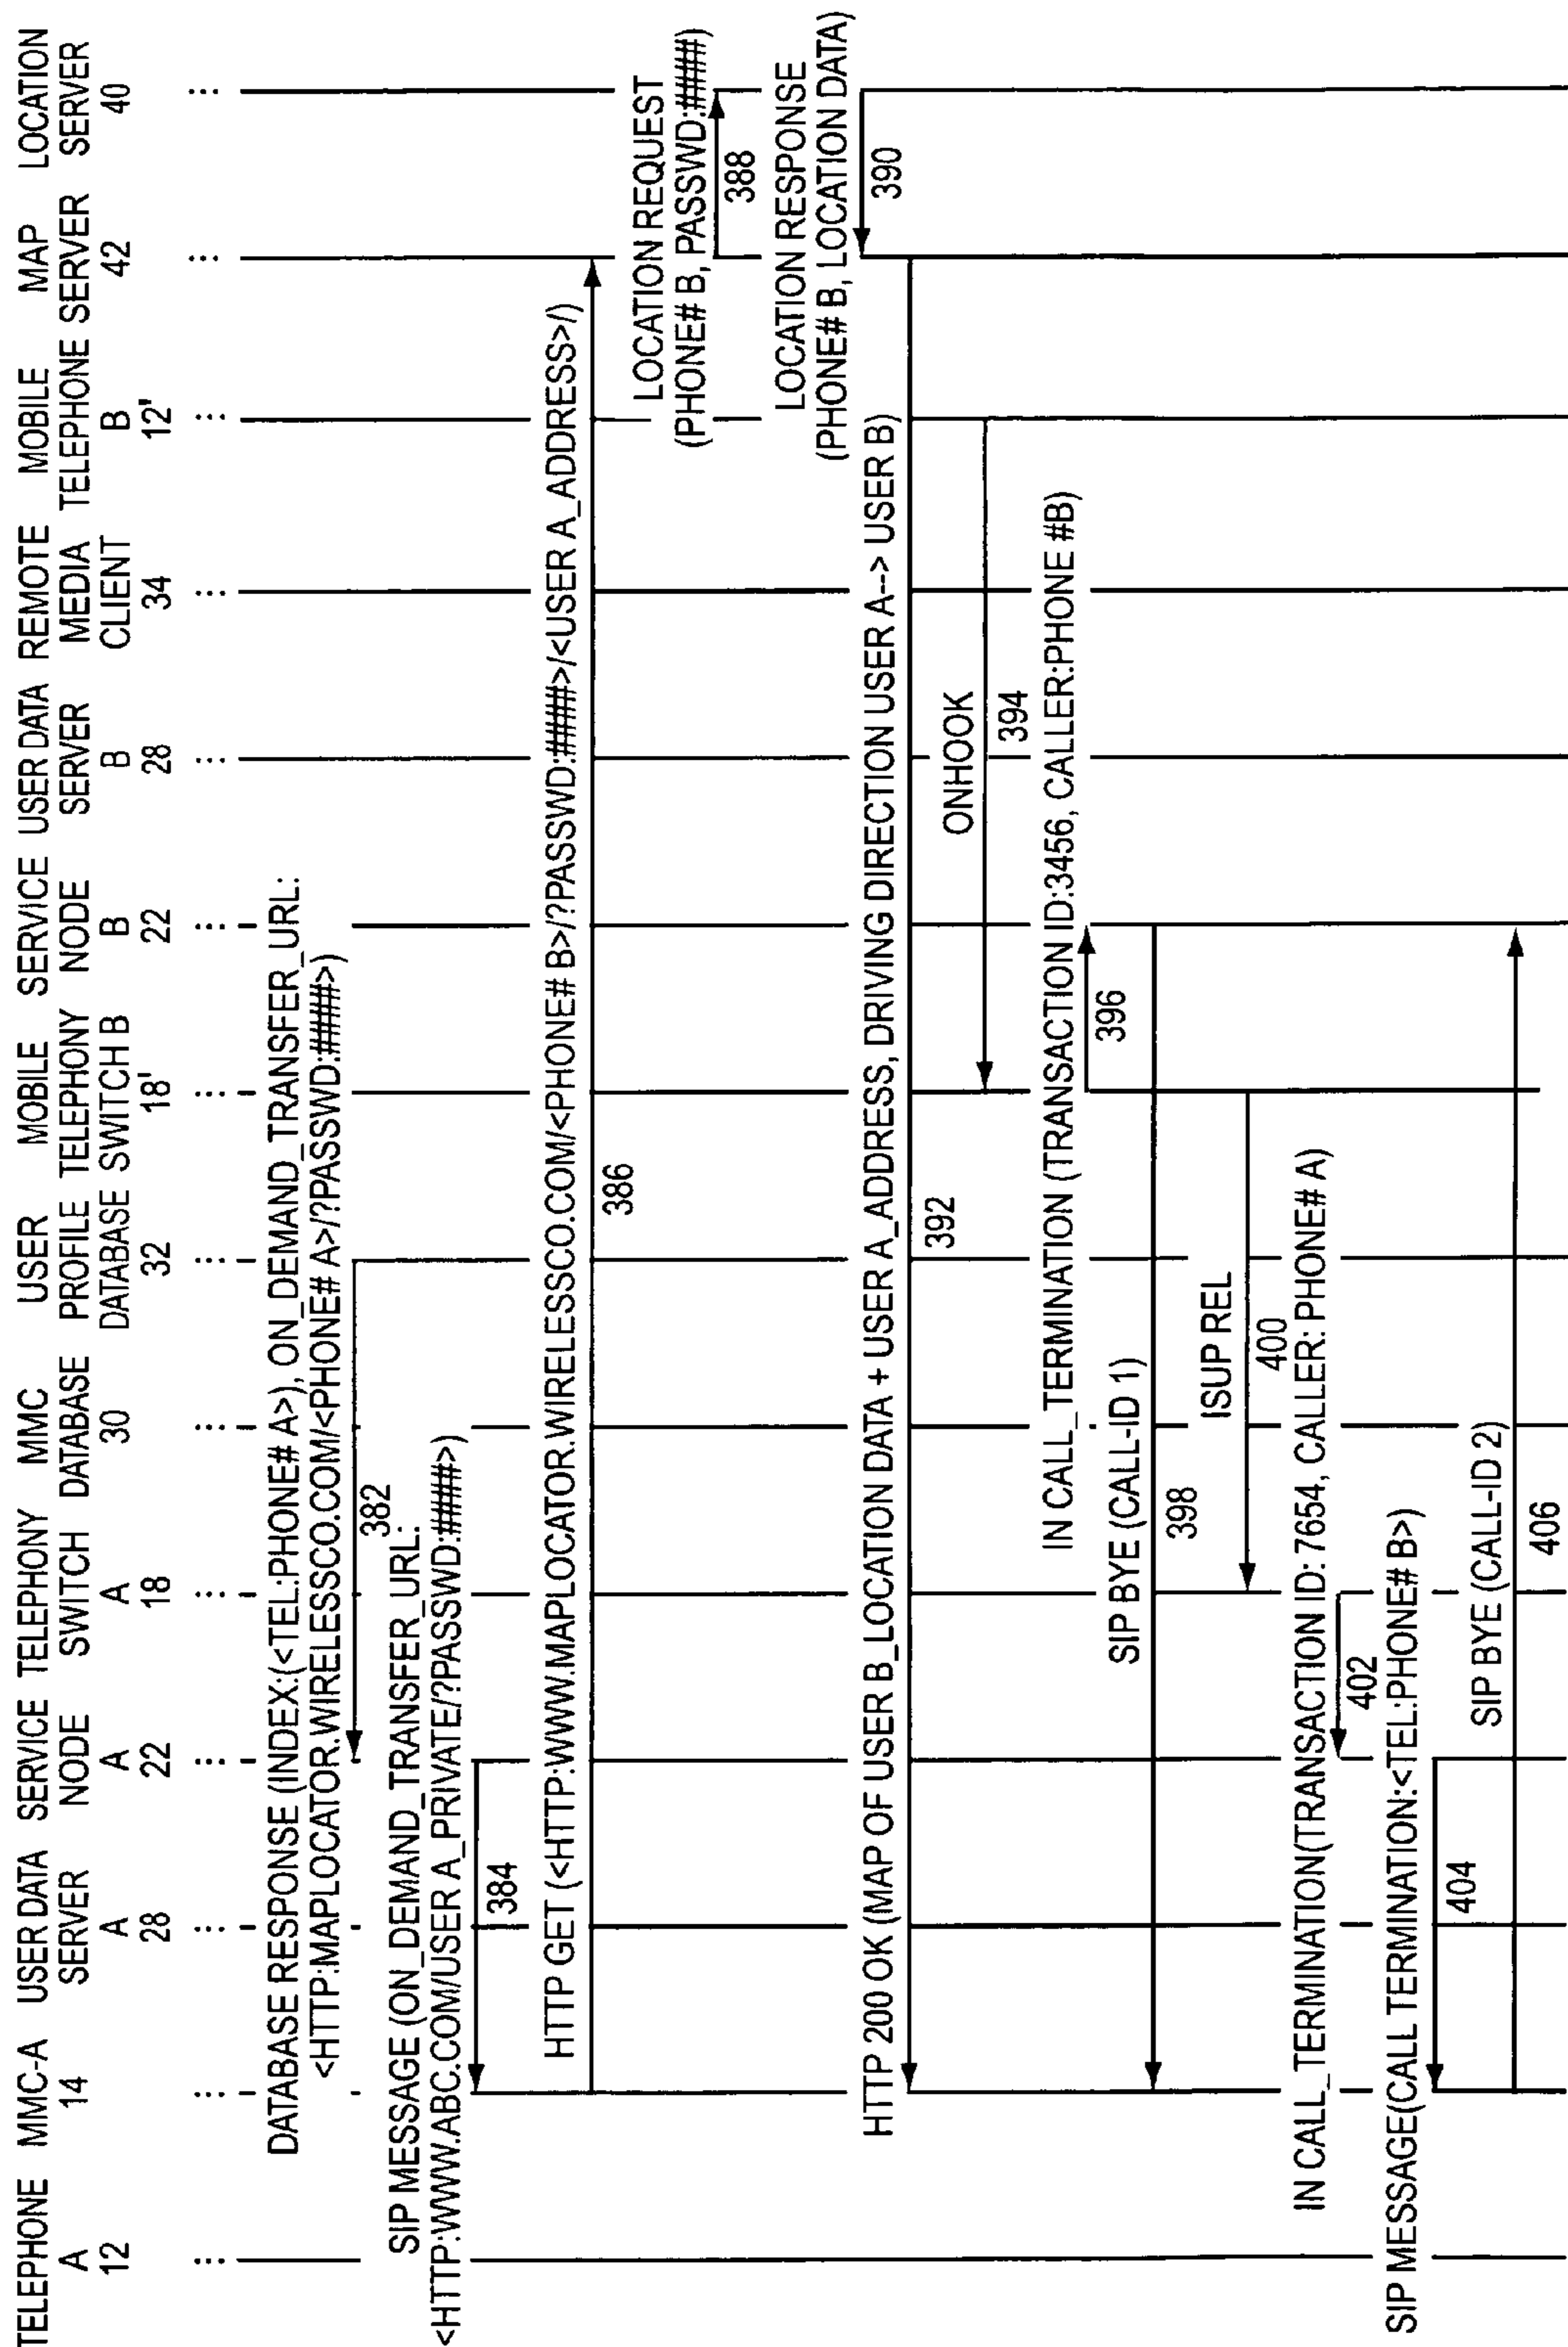 TELEPHONE MMC-A USER DATA SERVICE TELEPHONY MMC USER MOBILE SERVICE USER DATA REMOTE MOBILE MAP LOCATION
A 14 SERVER NODE SWITCH DATABASE PROFILE TELEPHONY NODE SERVER MEDIA TELEPHONE SERVER SERVER
12 A A A 30 DATABASE SWITCH B B B CLIENT B 42 40
28 22 18 32 18' 22 28 34 12'
... ... ... ... ... ... ... ... ... ... ... ... ... ...
DATABASE RESPONSE (INDEX:(<TEL:PHONE# A>), ON_DEMAND_TRANSFER_URL:
<HTTP:MAPLOCATOR.WIRELESSCO.COM/<PHONE# A>/?PASSWD:####>)
382
SIP MESSAGE (ON_DEMAND_TRANSFER_URL:
<HTTP:WWW.ABC.COM/USER A_PRIVATE/?PASSWD:####>)
384
HTTP GET (<HTTP:WWW.MAPLOCATOR.WIRELESSCO.COM/<PHONE# B>/?PASSWD:####>/<USER A_ADDRESS>/)
386
LOCATION REQUEST
(PHONE# B, PASSWD:####)
388
LOCATION RESPONSE
(PHONE# B, LOCATION DATA)
390
HTTP 200 OK (MAP OF USER B_LOCATION DATA + USER A_ADDRESS, DRIVING DIRECTION USER A--> USER B)
392
ONHOOK
394
IN CALL_TERMINATION (TRANSACTION ID:3456, CALLER:PHONE #B)
396
SIP BYE (CALL-ID 1)
398
ISUP REL
400
IN CALL_TERMINATION(TRANSACTION ID: 7654, CALLER: PHONE# A)
402
SIP MESSAGE(CALL TERMINATION:<TEL:PHONE# B>)
404
SIP BYE (CALL-ID 2)
406